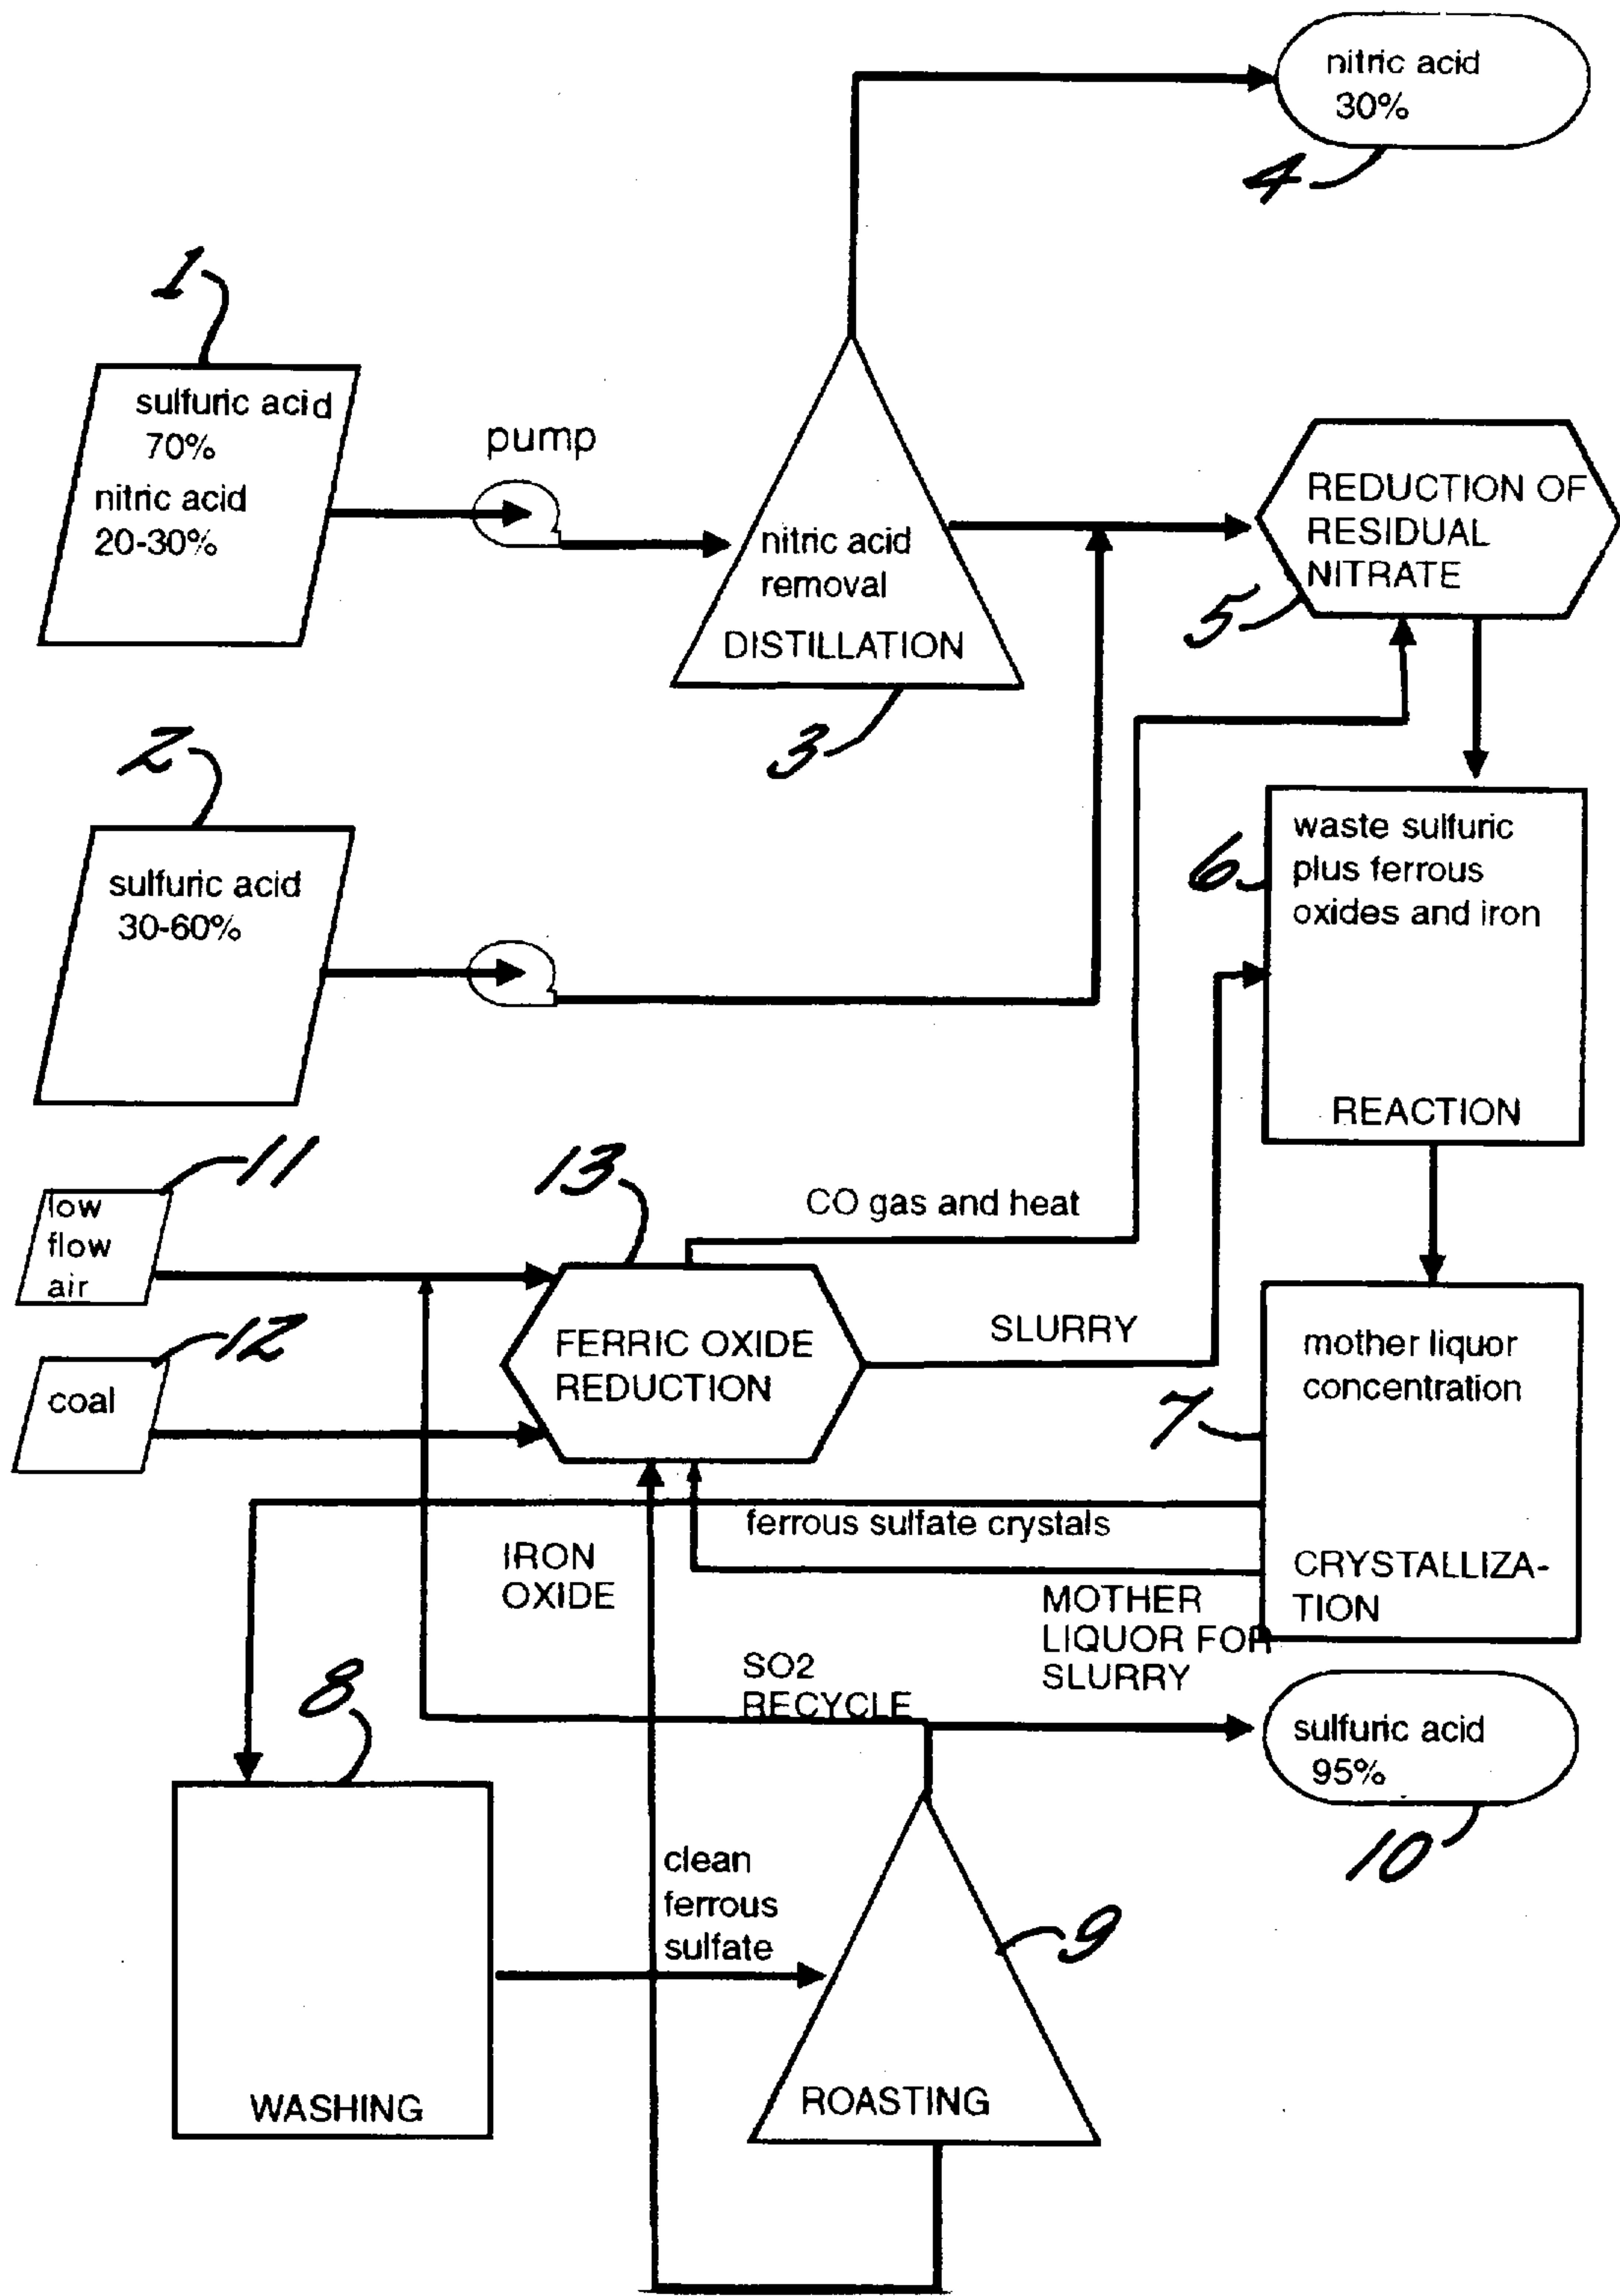 nitric acid
30%
4
1
sulfuric acid
70%
nitric acid
20-30%
pump
nitric acid
removal
DISTILLATION
3
REDUCTION OF
RESIDUAL
NITRATE
5
2
sulfuric acid
30-60%
waste sulfuric
plus ferrous
oxides and iron
REACTION
6
11
low
flow
air
12
coal
13
FERRIC OXIDE
REDUCTION
CO gas and heat
SLURRY
mother liquor
concentration
7
CRYSTALLIZA-
TION
ferrous sulfate crystals
IRON
OXIDE
MOTHER
LIQUOR FOR
SLURRY
SO2
RECYCLE
8
WASHING
clean
ferrous
sulfate
9
ROASTING
sulfuric acid
95%
10